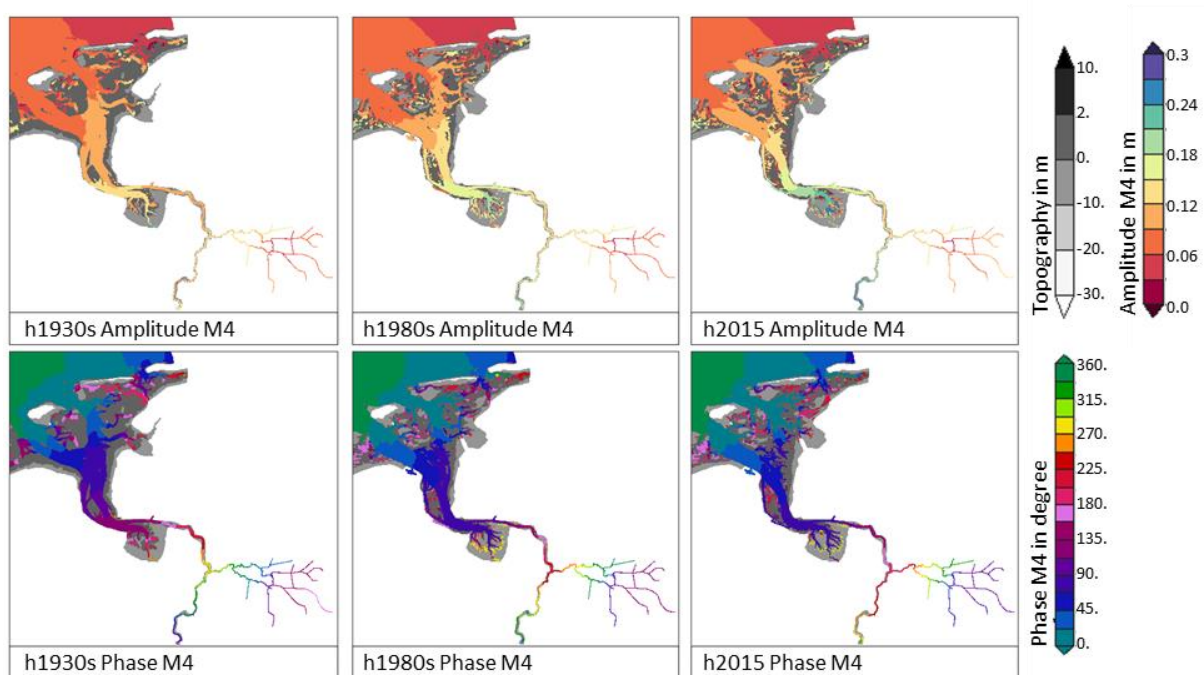 h1930s Amplitude M4
h1980s Amplitude M4
h2015 Amplitude M4
Topography in m
10.
2.
0.
-10.
-20.
-30.
Amplitude M4 in m
0.3
0.24
0.18
0.12
0.06
0.0
h1930s Phase M4
h1980s Phase M4
h2015 Phase M4
Phase M4 in degree
360.
315.
270.
225.
180.
135.
90.
45.
0.